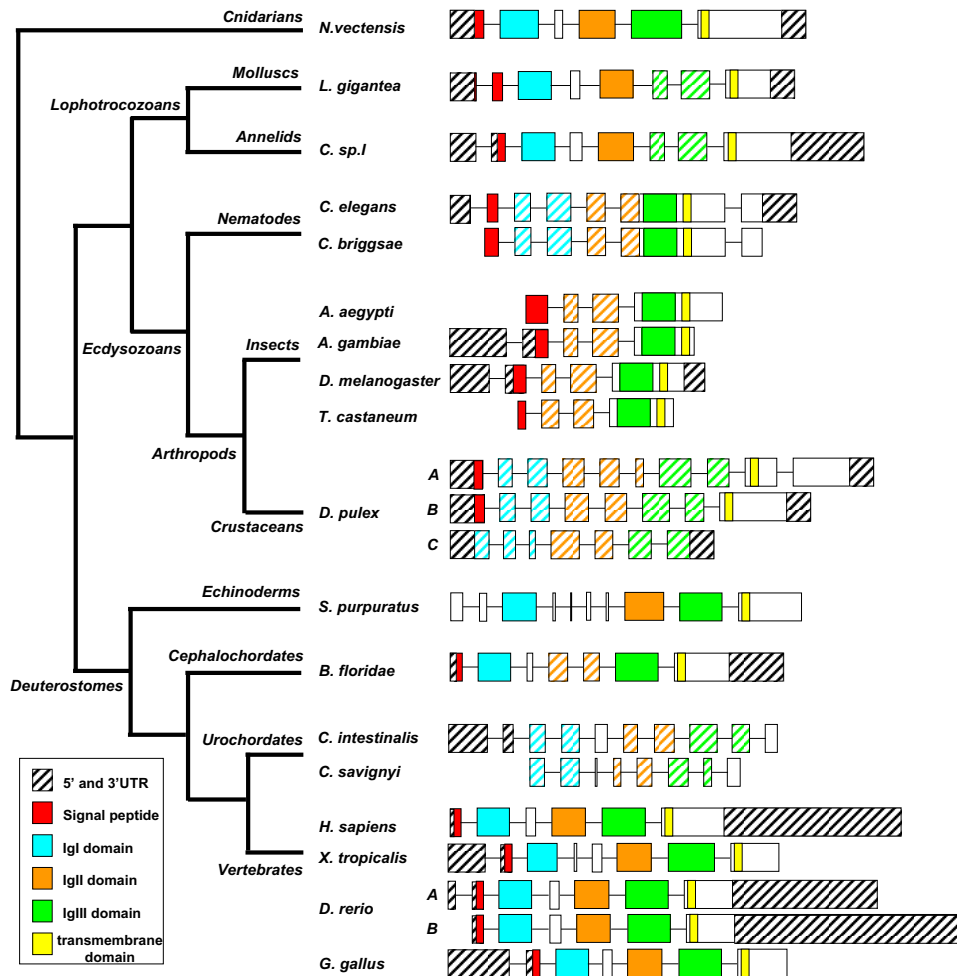 Cnidarians
N.vectensis
Molluscs
L. gigantea
Lophotrocozoans
Annelids
C. sp.I
C. elegans
Nematodes
C. briggsae
A. aegypti
Ecdysozoans
Insects
A. gambiae
D. melanogaster
T. castaneum
Arthropods
A
D. pulex
B
Crustaceans
C
Echinoderms
S. purpuratus
Cephalochordates
B. floridae
Deuterostomes
Urochordates
C. intestinalis
C. savignyi
5' and 3'UTR
Signal peptide
IgI domain
IgII domain
IgIII domain
transmembrane
domain
H. sapiens
X. tropicalis
Vertebrates
A
D. rerio
B
G. gallus